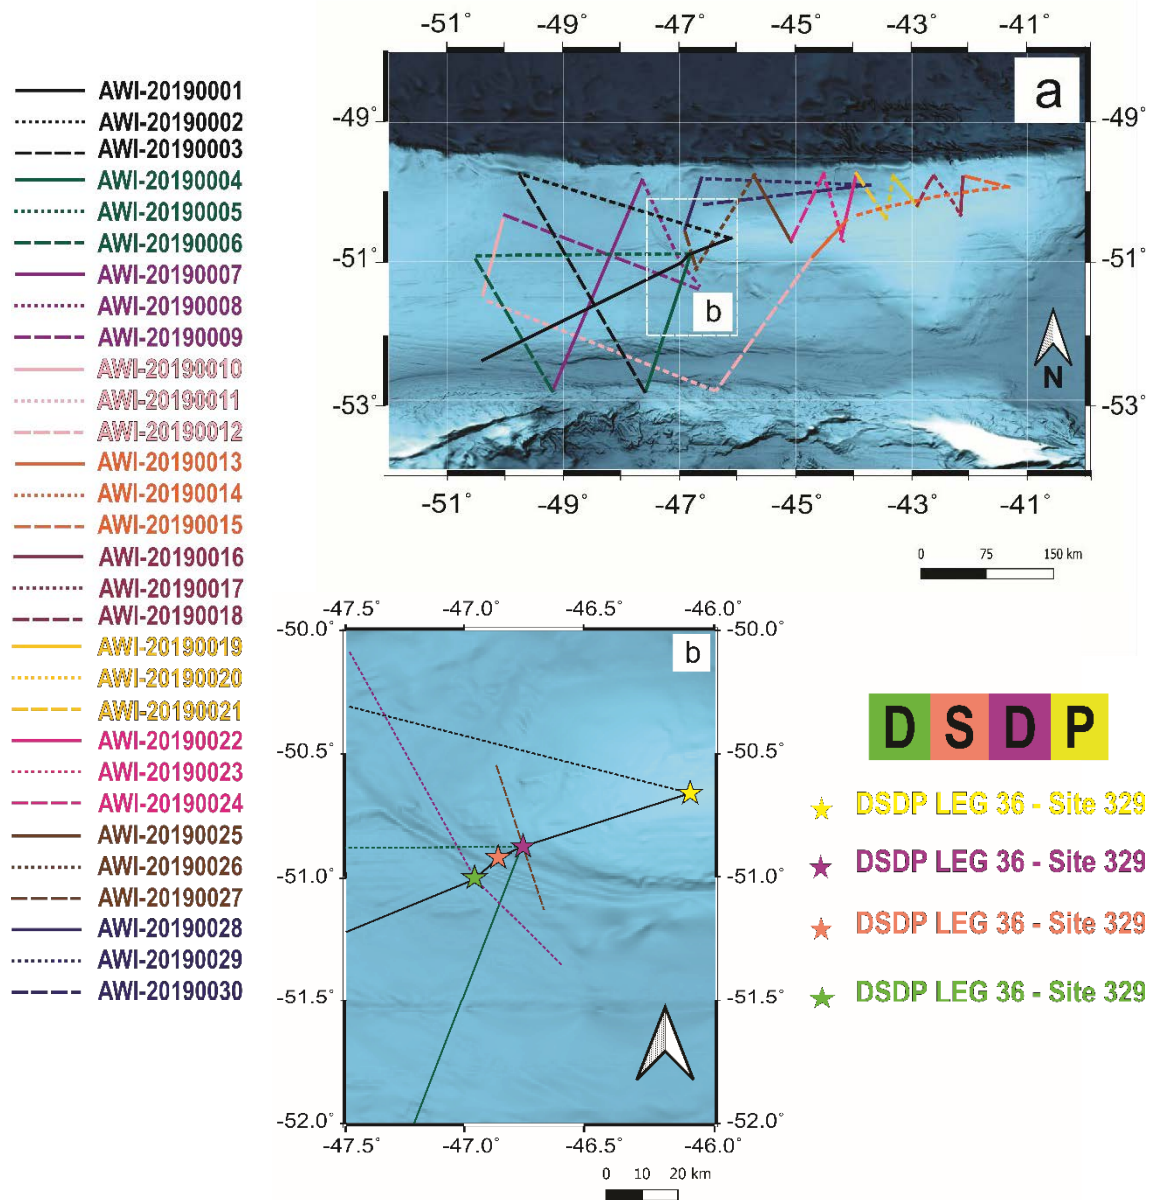 -51° -49° -47° -45° -43° -41°
a
-49° -49°
-51° -51°
b
N
-53° -53°
-51° -49° -47° -45° -43° -41°
0 75 150 km
AWI-20190001
AWI-20190002
AWI-20190003
AWI-20190004
AWI-20190005
AWI-20190006
AWI-20190007
AWI-20190008
AWI-20190009
AWI-20190010
AWI-20190011
AWI-20190012
AWI-20190013
AWI-20190014
AWI-20190015
AWI-20190016
AWI-20190017
AWI-20190018
AWI-20190019
AWI-20190020
AWI-20190021
AWI-20190022
AWI-20190023
AWI-20190024
AWI-20190025
AWI-20190026
AWI-20190027
AWI-20190028
AWI-20190029
AWI-20190030
-47.5° -47.0° -46.5° -46.0°
-50.0° -50.0°
b
-50.5° -50.5°
-51.0° -51.0°
-51.5° -51.5°
-52.0° -52.0°
-47.5° -47.0° -46.5° -46.0°
0 10 20 km
D S D P
DSDP LEG 36 - Site 329
DSDP LEG 36 - Site 329
DSDP LEG 36 - Site 329
DSDP LEG 36 - Site 329